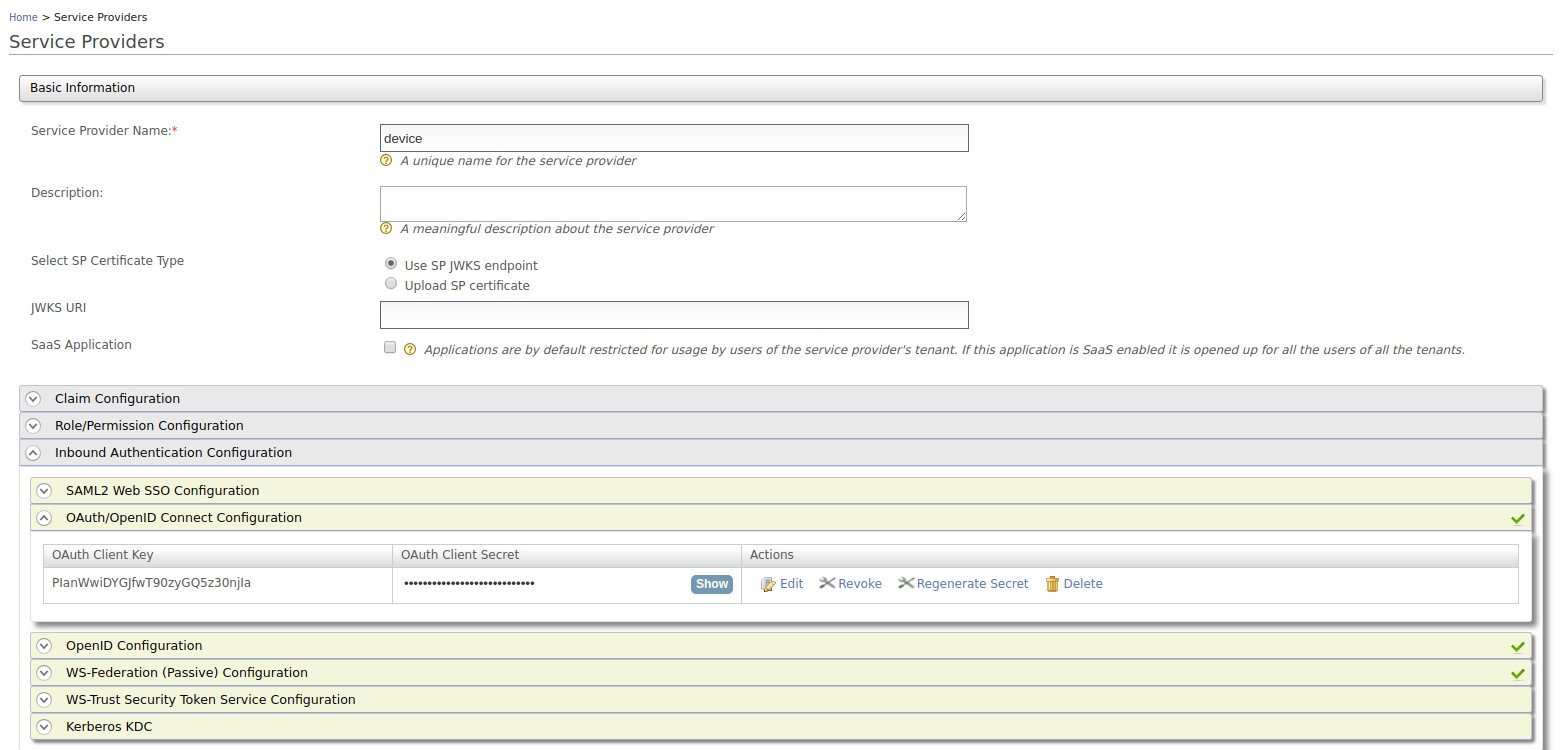 Home > Service Providers
Service Providers
Basic Information
Service Provider Name:*
device
A unique name for the service provider
Description:
A meaningful description about the service provider
Select SP Certificate Type
Use SP JWKS endpoint
Upload SP certificate
JWKS URI
SaaS Application
Applications are by default restricted for usage by users of the service provider's tenant. If this application is SaaS enabled it is opened up for all the users of all the tenants.
Claim Configuration
Role/Permission Configuration
Inbound Authentication Configuration
SAML2 Web SSO Configuration
OAuth/OpenID Connect Configuration
OAuth Client Key OAuth Client Secret Actions
PlanWwiDYGJfwT90zyGQ5z30njIa •••••••••••••••••••••••••••• Show Edit Revoke Regenerate Secret Delete
OpenID Configuration
WS-Federation (Passive) Configuration
WS-Trust Security Token Service Configuration
Kerberos KDC